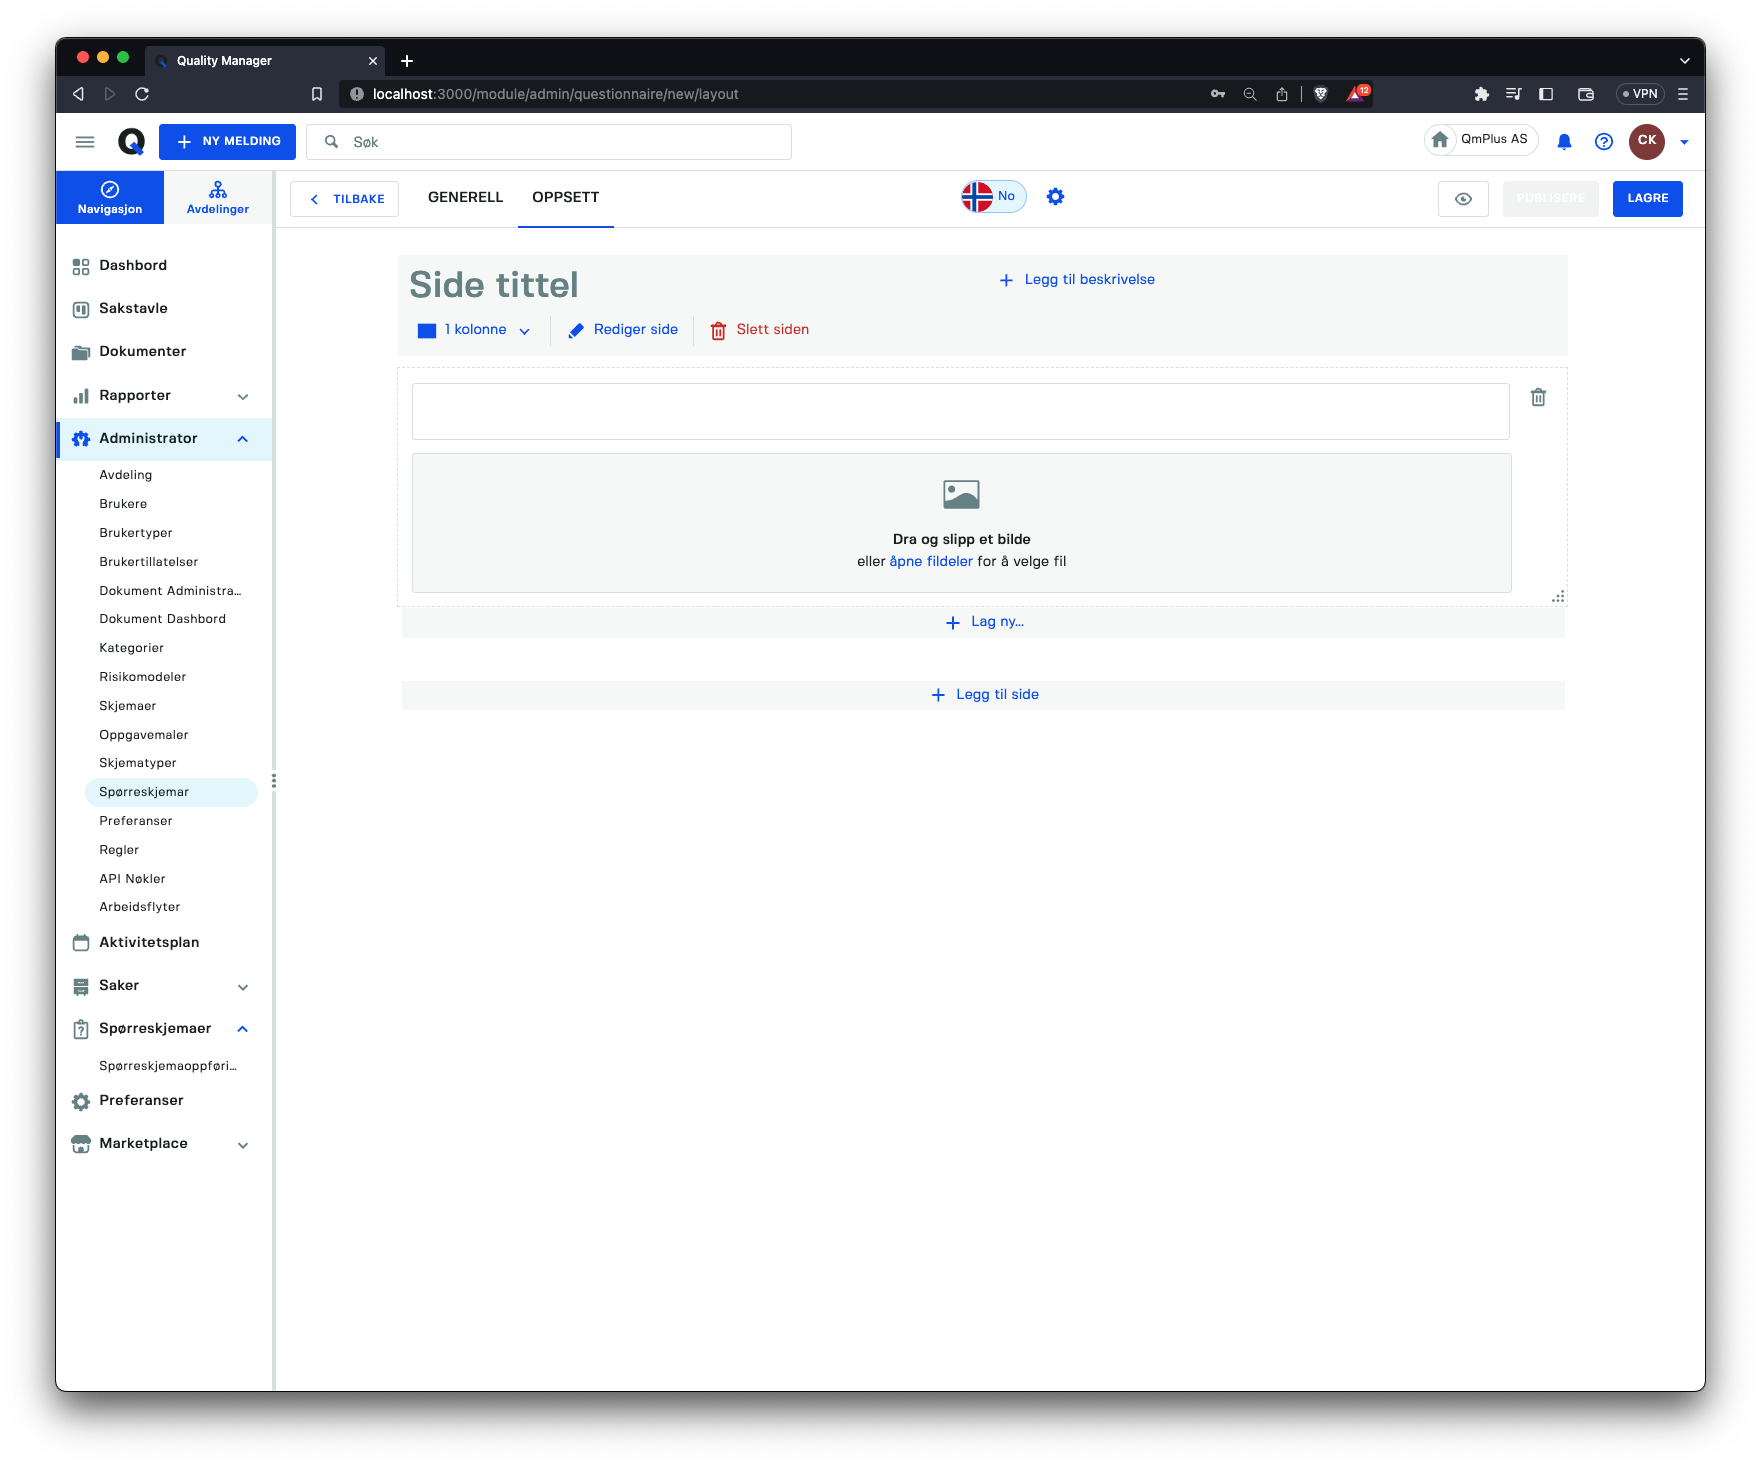 Quality Manager
localhost:3000/module/admin/questionnaire/new/layout
12
VPN
NY MELDING
Søk
QmPlus AS
CK
Navigasjon
Avdelinger
TILBAKE
GENERELL
OPPSETT
No
PUBLISERE
LAGRE
Dashbord
Sakstavle
Dokumenter
Rapporter
Administrator
Avdeling
Brukere
Brukertyper
Brukertillatelser
Dokument Administra...
Dokument Dashbord
Kategorier
Risikomodeler
Skjemaer
Oppgavemaler
Skjematyper
Spørreskjemar
Preferanser
Regler
API Nøkler
Arbeidsflyter
Aktivitetsplan
Saker
Spørreskjemaer
Spørreskjemaoppføri...
Preferanser
Marketplace
Side tittel
Legg til beskrivelse
1 kolonne
Rediger side
Slett siden
Dra og slipp et bilde
eller åpne fildeler for å velge fil
Lag ny...
Legg til side